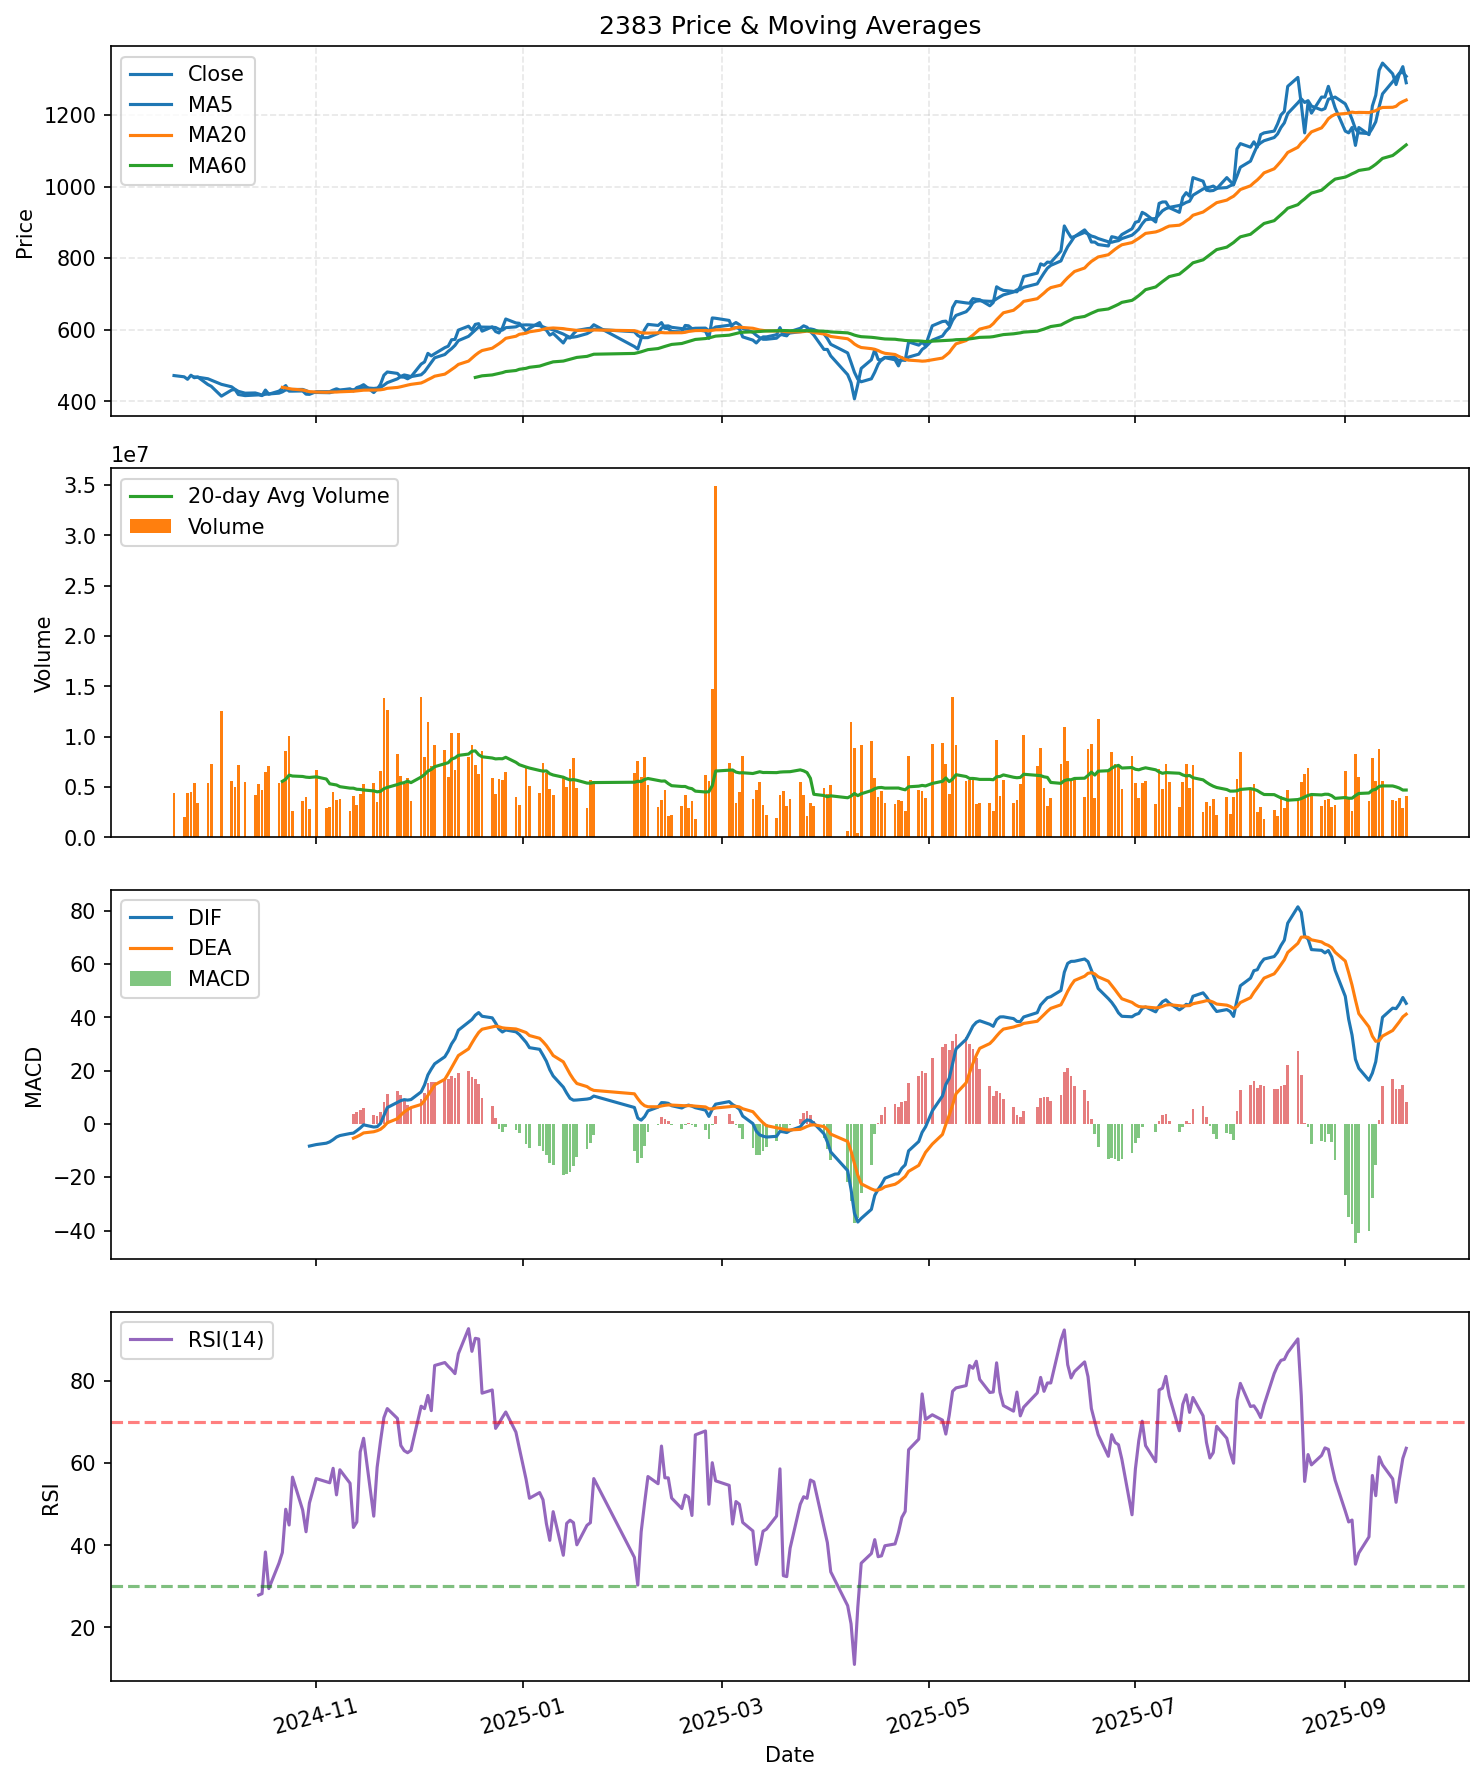 2383 Price & Moving Averages
Close
MA5
MA20
MA60
Price
1200
1000
800
600
400
1e7
20-day Avg Volume
Volume
Volume
3.5
3.0
2.5
2.0
1.5
1.0
0.5
0.0
DIF
DEA
MACD
MACD
80
60
40
20
0
−20
−40
RSI(14)
RSI
80
60
40
20
2024-11
2025-01
2025-03
2025-05
2025-07
2025-09
Date